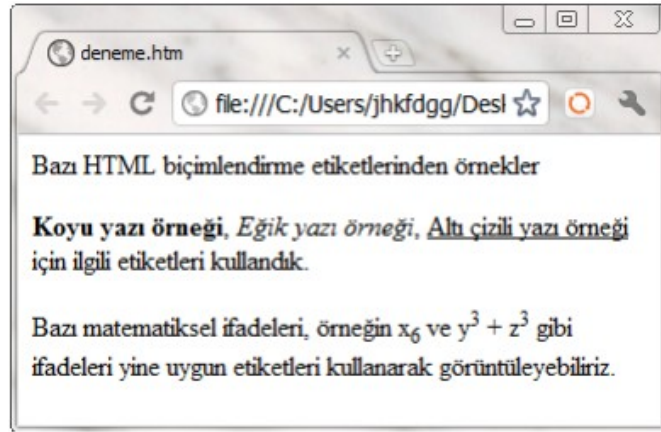 deneme.htm
file:///C:/Users/jhkfdgg/Desl
Bazı HTML biçimlendirme etiketlerinden örnekler
Koyu yazı örneği, Eğik yazı örneği, Altı çizili yazı örneği
için ilgili etiketleri kullandık.
Bazı matematiksel ifadeleri, örneğin x₆ ve y³ + z³ gibi
ifadeleri yine uygun etiketleri kullanarak görüntüleyebiliriz.